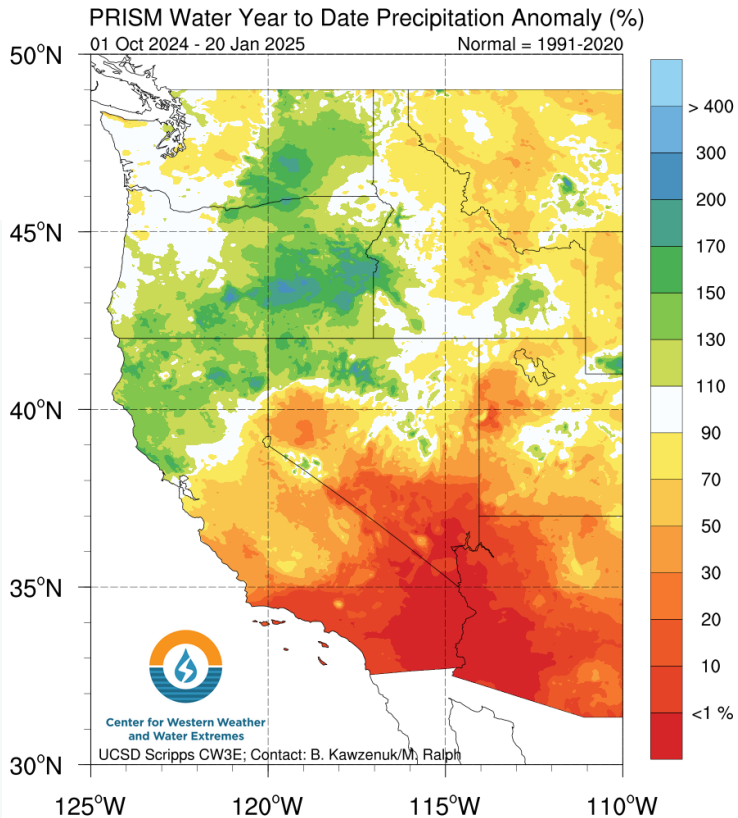 PRISM Water Year to Date Precipitation Anomaly (%)
01 Oct 2024 - 20 Jan 2025 Normal = 1991-2020
50°N
45°N
40°N
35°N
30°N
125°W 120°W 115°W 110°W
> 400
300
200
170
150
130
110
90
70
50
30
20
10
<1 %
Center for Western Weather
and Water Extremes
UCSD Scripps CW3E; Contact: B. Kawzenuk/M. Ralph